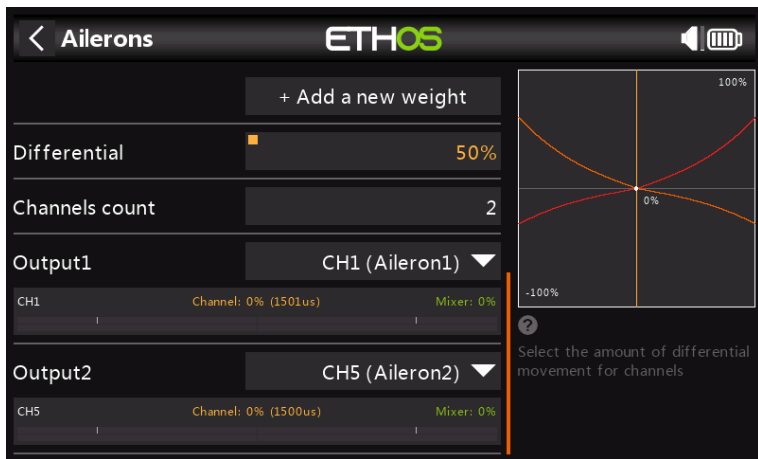 Ailerons
ETHOS
+ Add a new weight
Differential
50%
Channels count
2
Output1
CH1 (Aileron1)
CH1
Channel: 0% (1501us)
Mixer: 0%
Output2
CH5 (Aileron2)
CH5
Channel: 0% (1500us)
Mixer: 0%
100%
0%
-100%
?
Select the amount of differential
movement for channels